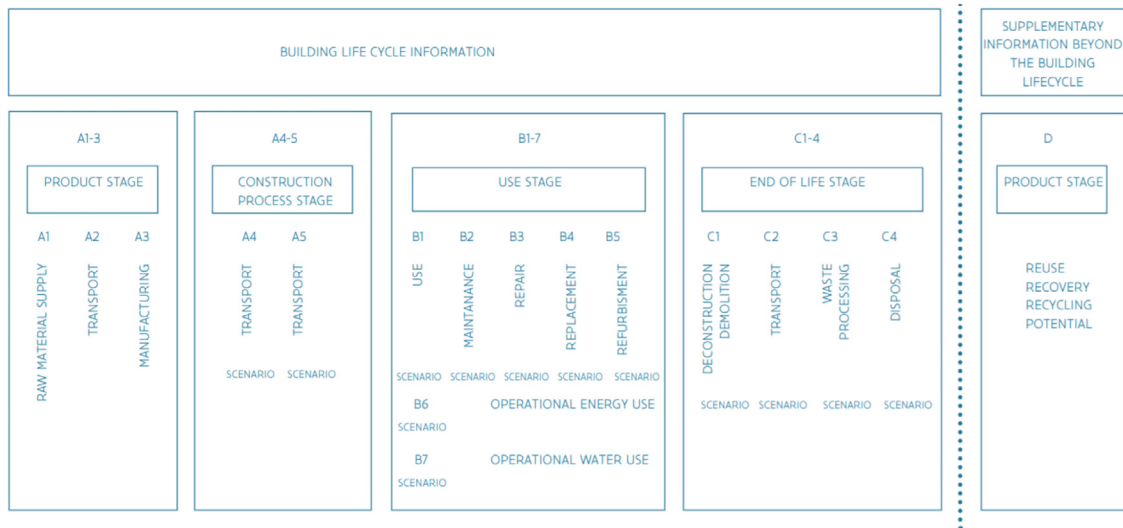 BUILDING LIFE CYCLE INFORMATION
SUPPLEMENTARY
INFORMATION BEYOND
THE BUILDING
LIFECYCLE
A1-3
PRODUCT STAGE
A1 A2 A3
RAW MATERIAL SUPPLY
TRANSPORT
MANUFACTURING
A4-5
CONSTRUCTION
PROCESS STAGE
A4 A5
TRANSPORT
TRANSPORT
SCENARIO SCENARIO
B1-7
USE STAGE
B1 B2 B3 B4 B5
USE
MAINTANANCE
REPAIR
REPLACEMENT
REFURBISMENT
SCENARIO SCENARIO SCENARIO SCENARIO SCENARIO
B6 OPERATIONAL ENERGY USE
SCENARIO
B7 OPERATIONAL WATER USE
SCENARIO
C1-4
END OF LIFE STAGE
C1 C2 C3 C4
DECONSTRUCTION
DEMOLITION
TRANSPORT
WASTE
PROCESSING
DISPOSAL
SCENARIO SCENARIO SCENARIO SCENARIO
D
PRODUCT STAGE
REUSE
RECOVERY
RECYCLING
POTENTIAL